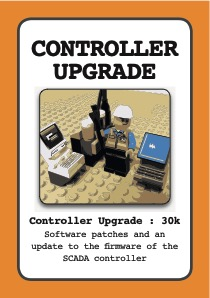 CONTROLLER
UPGRADE
Controller Upgrade : 30k
Software patches and an
update to the firmware of the
SCADA controller